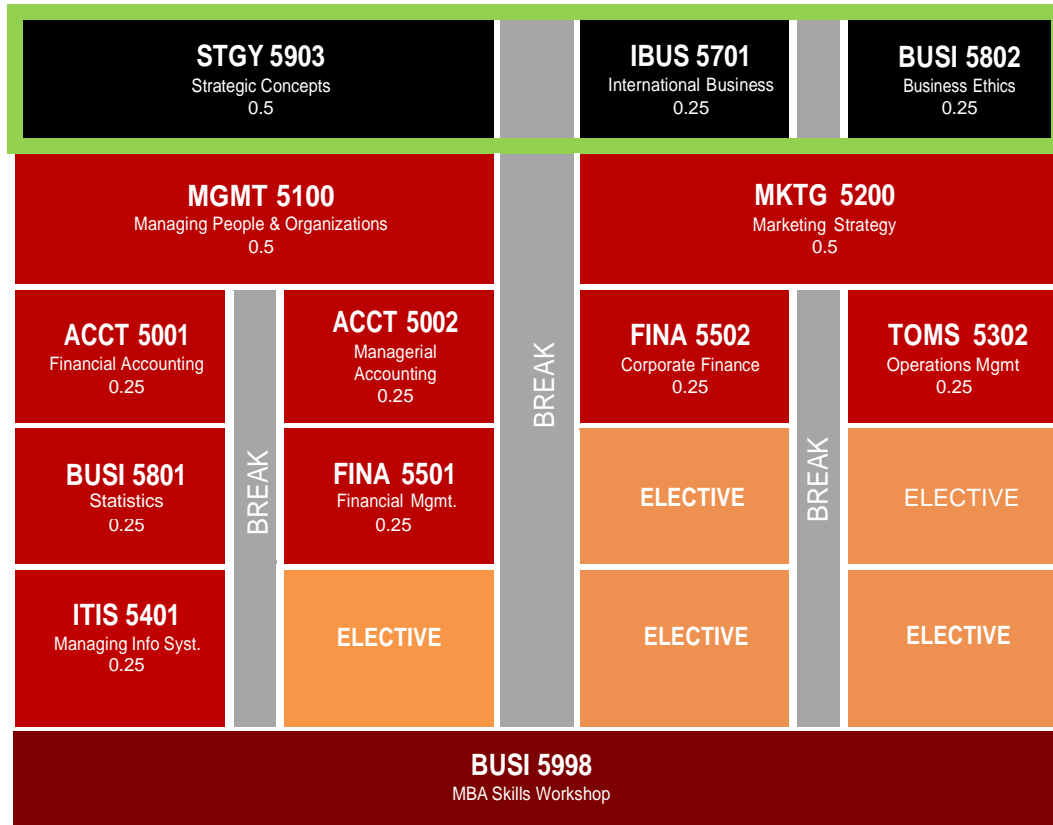 STGY 5903
Strategic Concepts
0.5
IBUS 5701
International Business
0.25
BUSI 5802
Business Ethics
0.25
MGMT 5100
Managing People & Organizations
0.5
MKTG 5200
Marketing Strategy
0.5
ACCT 5001
Financial Accounting
0.25
ACCT 5002
Managerial
Accounting
0.25
BREAK
FINA 5502
Corporate Finance
0.25
TOMS 5302
Operations Mgmt
0.25
BUSI 5801
Statistics
0.25
BREAK
FINA 5501
Financial Mgmt.
0.25
ELECTIVE
BREAK
ELECTIVE
ITIS 5401
Managing Info Syst.
0.25
ELECTIVE
ELECTIVE
ELECTIVE
BUSI 5998
MBA Skills Workshop